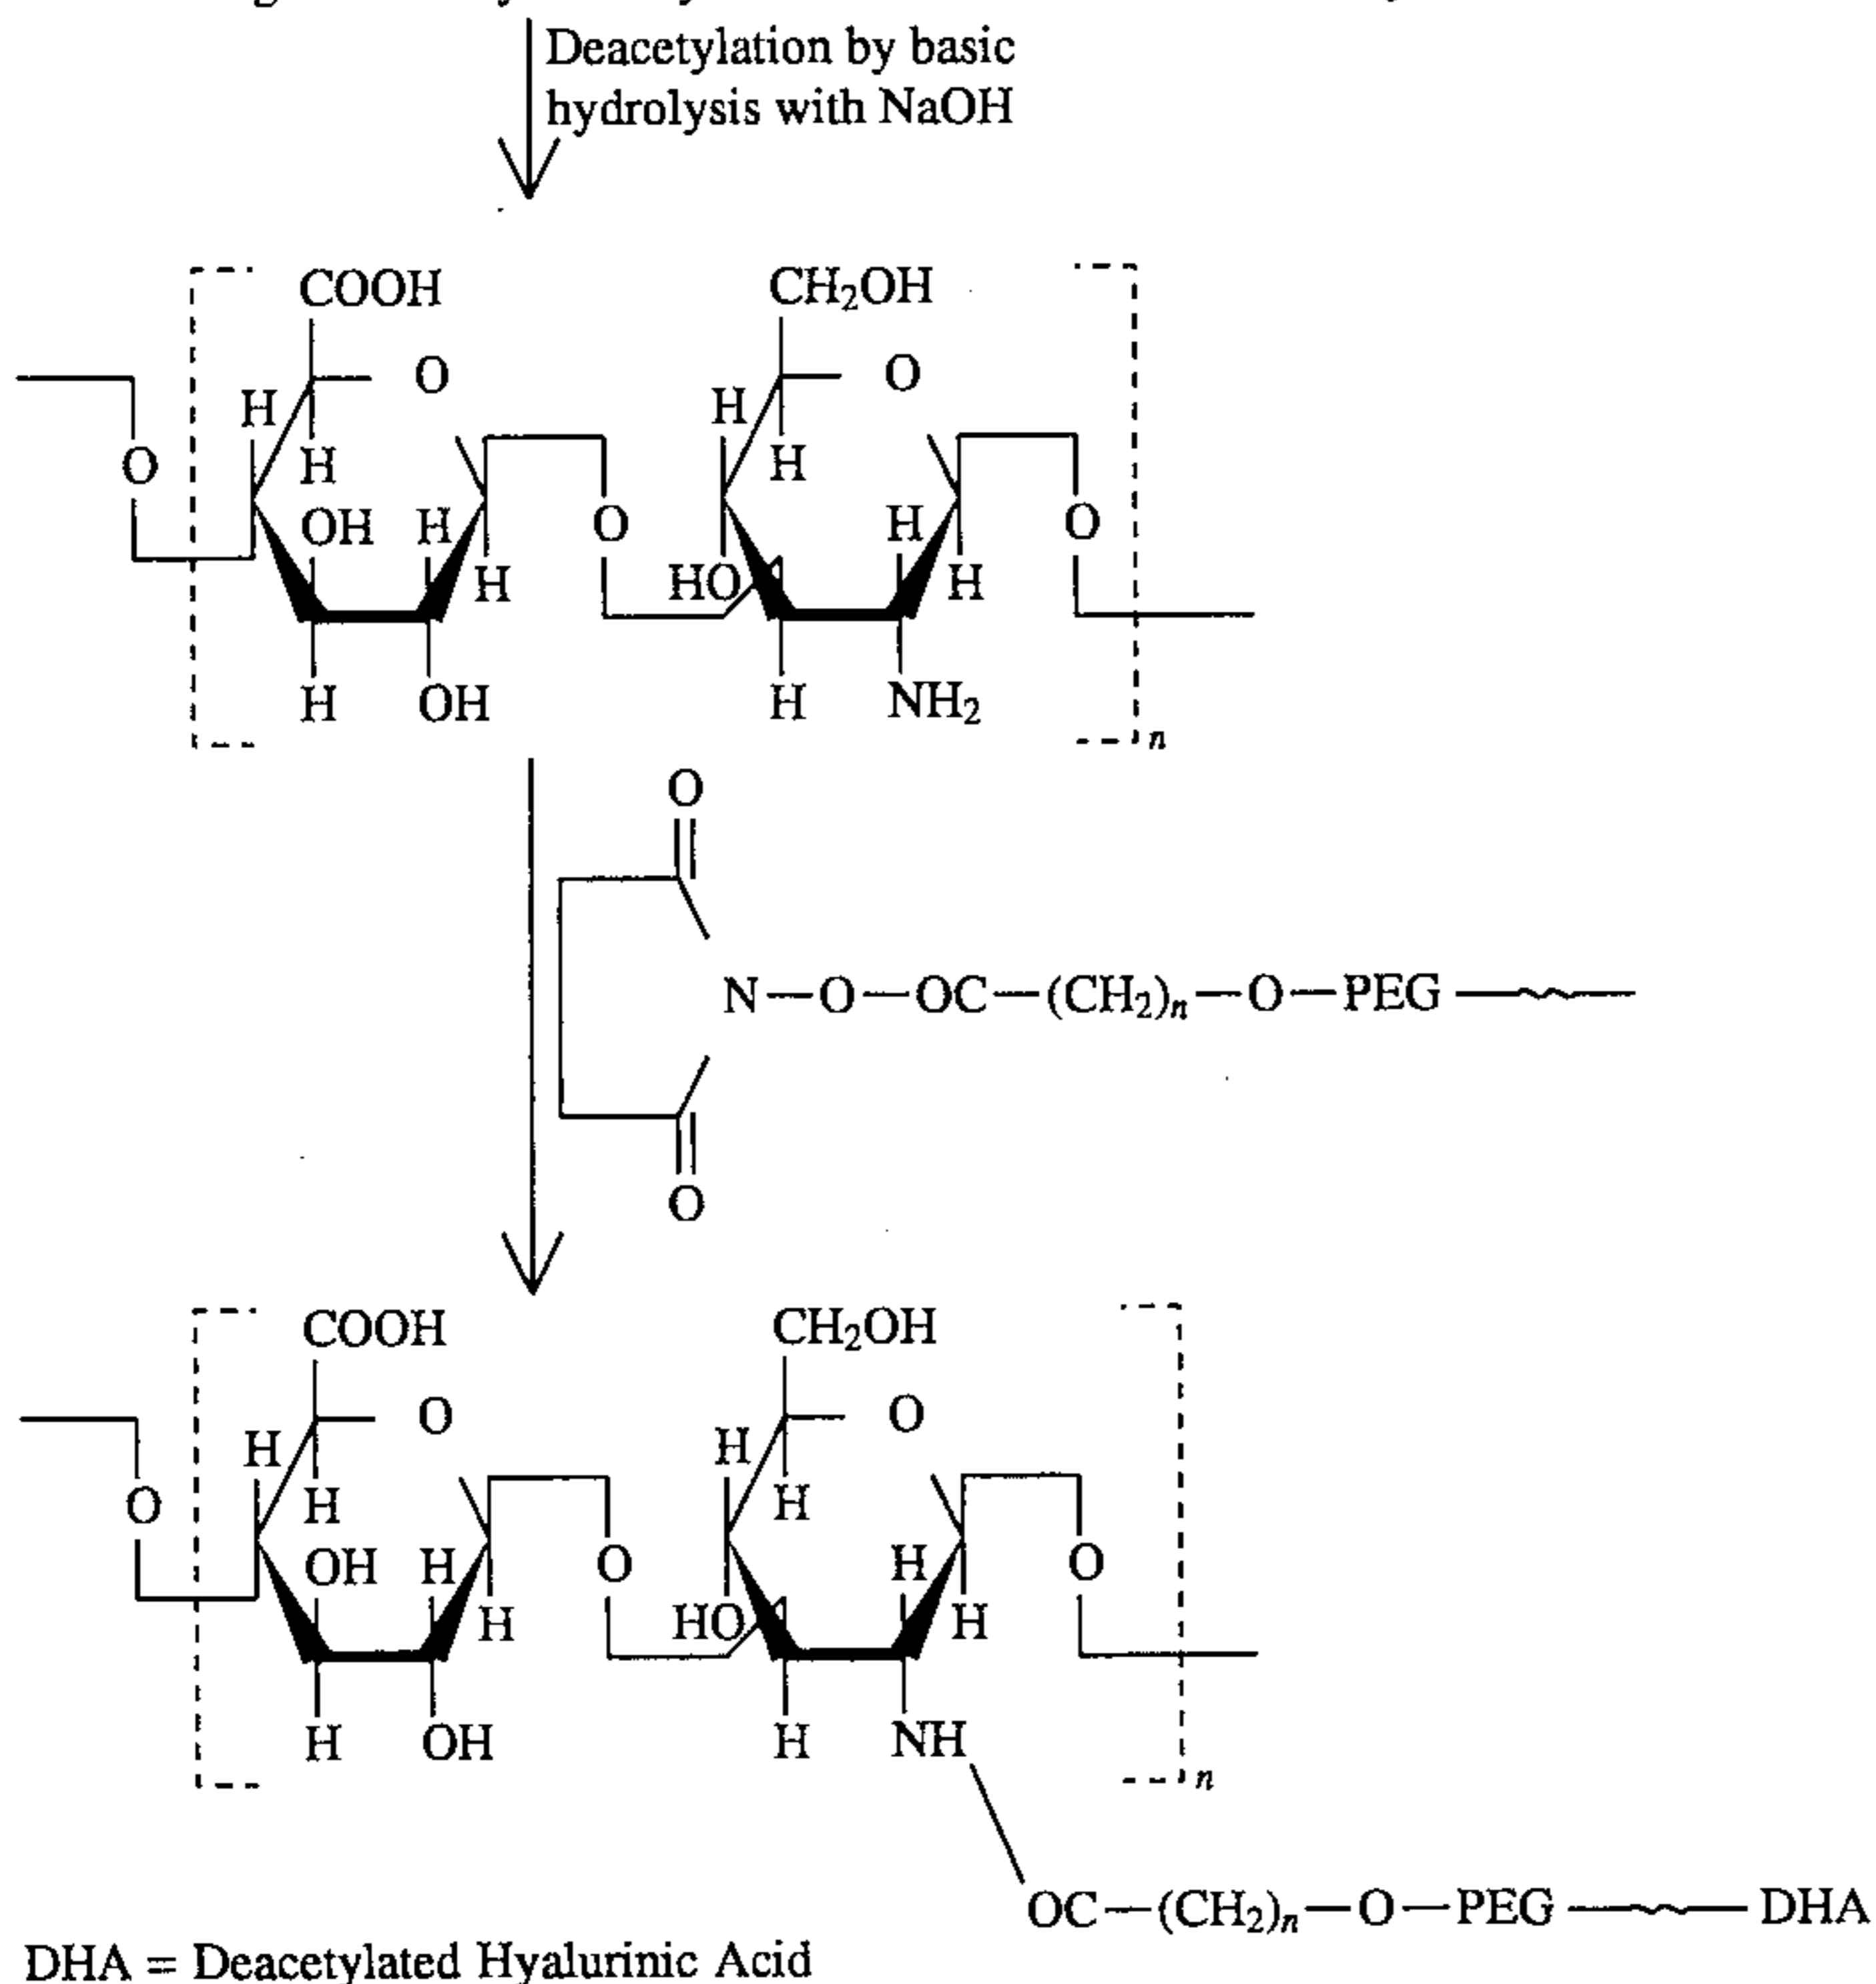 Deacetylation by basic
hydrolysis with NaOH
COOH CH₂OH
O O
H H
O H H
OH H O H O
H HO H
H OH H NH₂
n
O
N—O—OC—(CH₂)ₙ—O—PEG
O
COOH CH₂OH
O O
H H
O H H
OH H O H O
H HO H
H OH H NH
n
OC—(CH₂)ₙ—O—PEG—DHA
DHA = Deacetylated Hyalurinic Acid